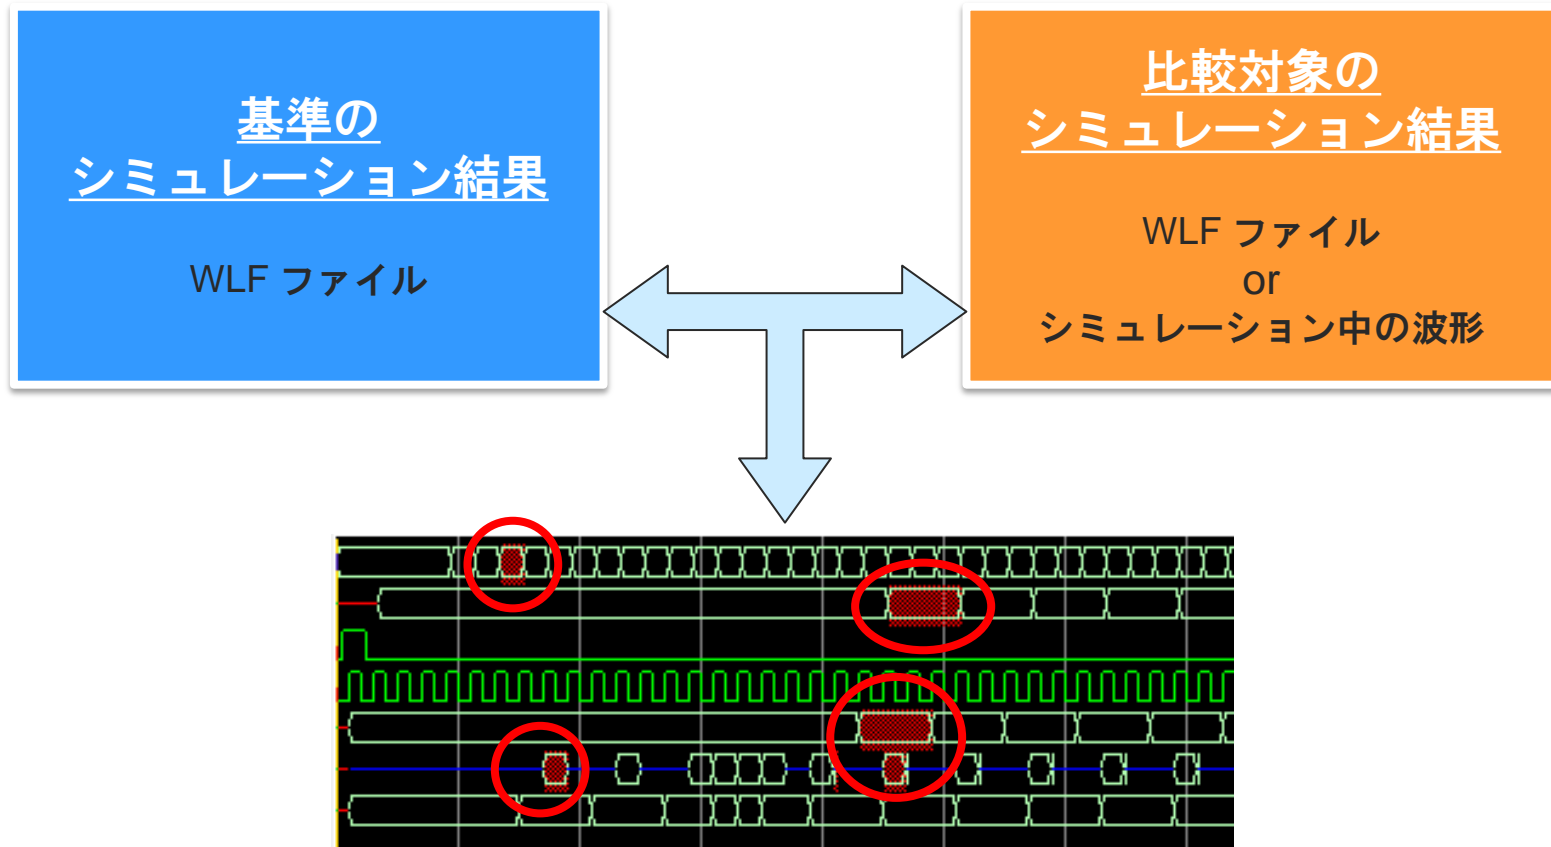 基準の
シミュレーション結果
WLF ファイル
比較対象の
シミュレーション結果
WLF ファイル
or
シミュレーション中の波形